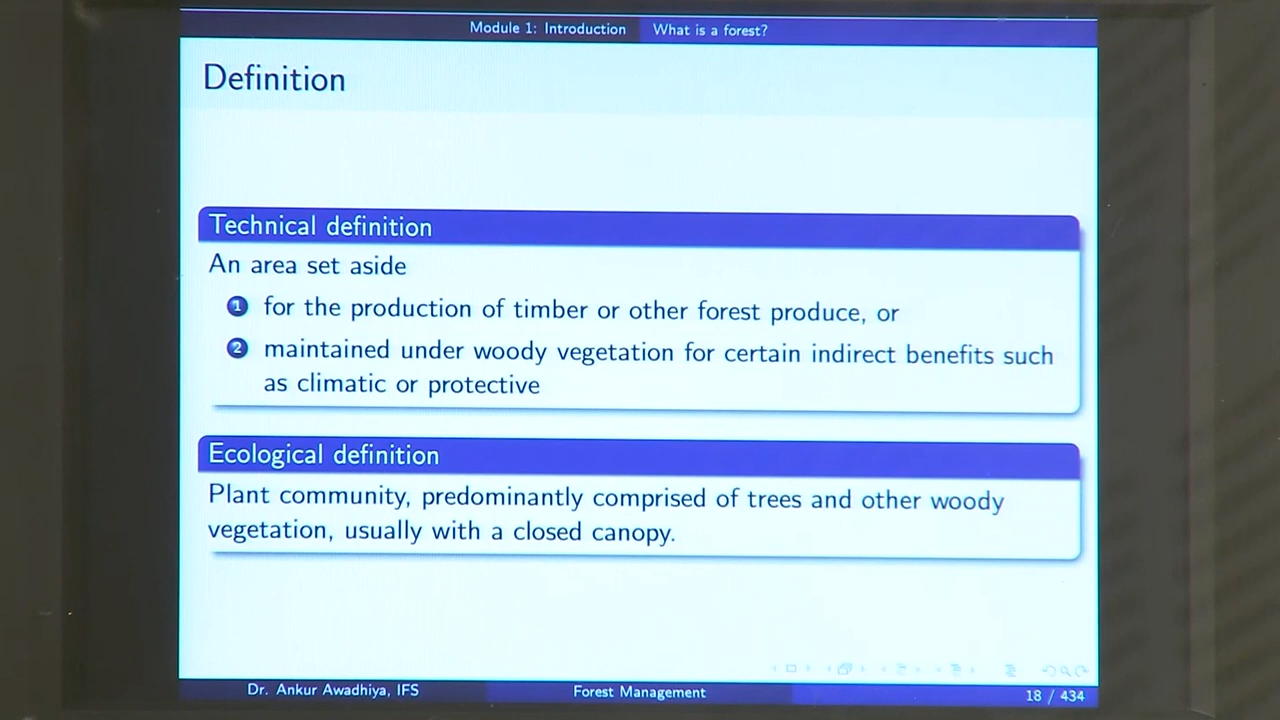 Module 1: Introduction
What is a forest?
Definition
Technical definition
An area set aside
1 for the production of timber or other forest produce, or
2 maintained under woody vegetation for certain indirect benefits such
as climatic or protective
Ecological definition
Plant community, predominantly comprised of trees and other woody
vegetation, usually with a closed canopy.
Dr. Ankur Awadhiya, IFS
Forest Management
18 / 434